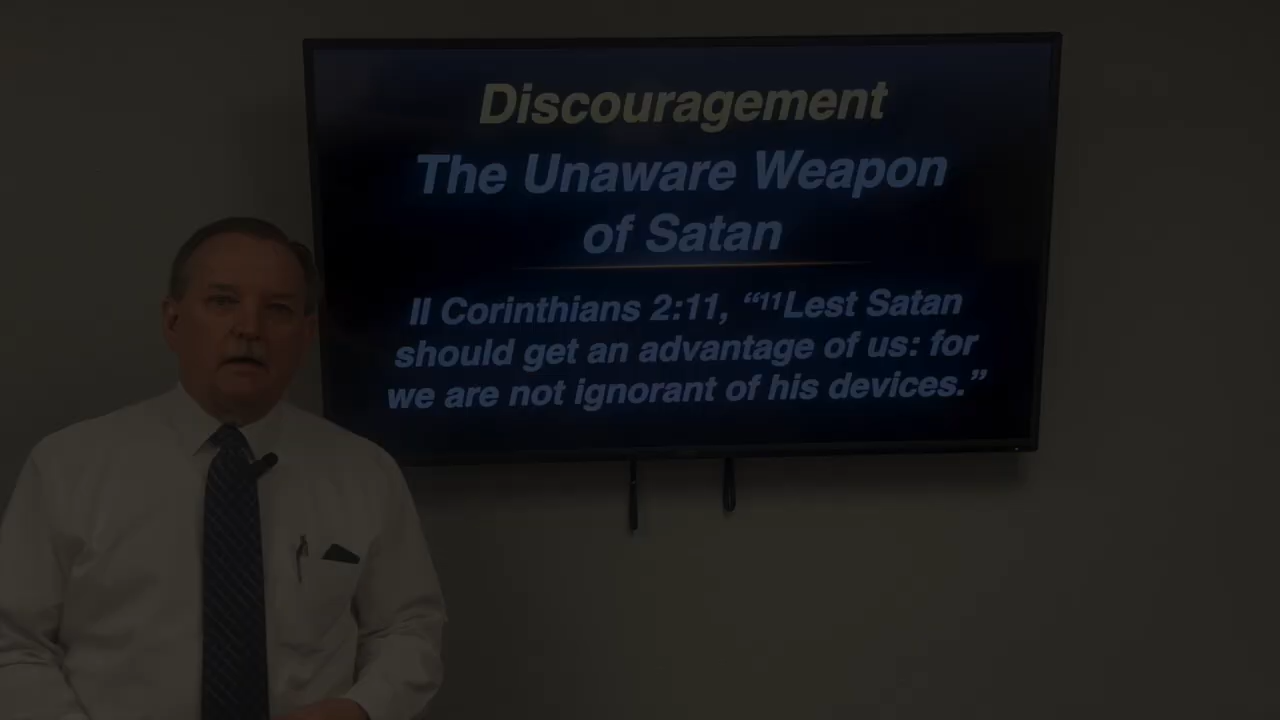 Discouragement
The Unaware Weapon
of Satan
II Corinthians 2:11, “¹¹Lest Satan
should get an advantage of us: for
we are not ignorant of his devices.”